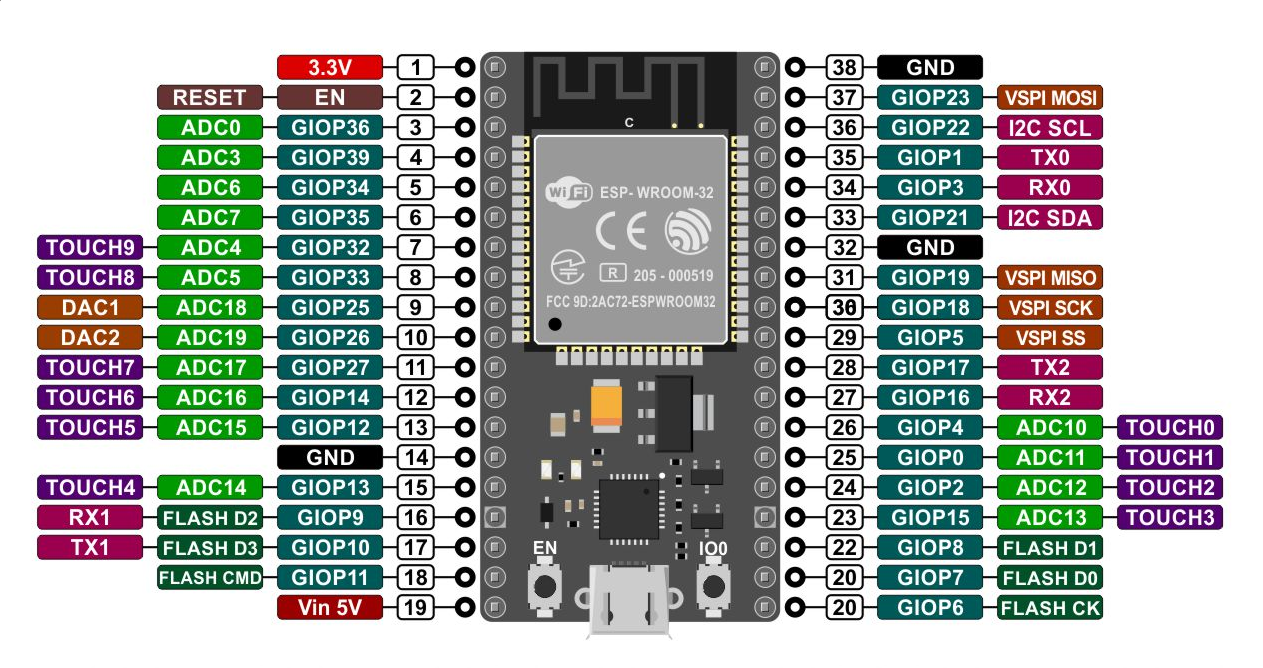 3.3V 1 38 GND
RESET EN 2 37 GIOP23 VSPI MOSI
ADC0 GIOP36 3 36 GIOP22 I2C SCL
ADC3 GIOP39 4 35 GIOP1 TX0
ADC6 GIOP34 5 34 GIOP3 RX0
ADC7 GIOP35 6 33 GIOP21 I2C SDA
TOUCH9 ADC4 GIOP32 7 32 GND
TOUCH8 ADC5 GIOP33 8 31 GIOP19 VSPI MISO
DAC1 ADC18 GIOP25 9 30 GIOP18 VSPI SCK
DAC2 ADC19 GIOP26 10 29 GIOP5 VSPI SS
TOUCH7 ADC17 GIOP27 11 28 GIOP17 TX2
TOUCH6 ADC16 GIOP14 12 27 GIOP16 RX2
TOUCH5 ADC15 GIOP12 13 26 GIOP4 ADC10 TOUCH0
GND 14 25 GIOP0 ADC11 TOUCH1
TOUCH4 ADC14 GIOP13 15 24 GIOP2 ADC12 TOUCH2
RX1 FLASH D2 GIOP9 16 23 GIOP15 ADC13 TOUCH3
TX1 FLASH D3 GIOP10 17 22 GIOP8 FLASH D1
FLASH CMD GIOP11 18 20 GIOP7 FLASH D0
Vin 5V 19 20 GIOP6 FLASH CK
C
WiFi ESP-WROOM-32
CE
R 205-000519
FCC 9D:2AC72-ESPWROOM32
EN IO0